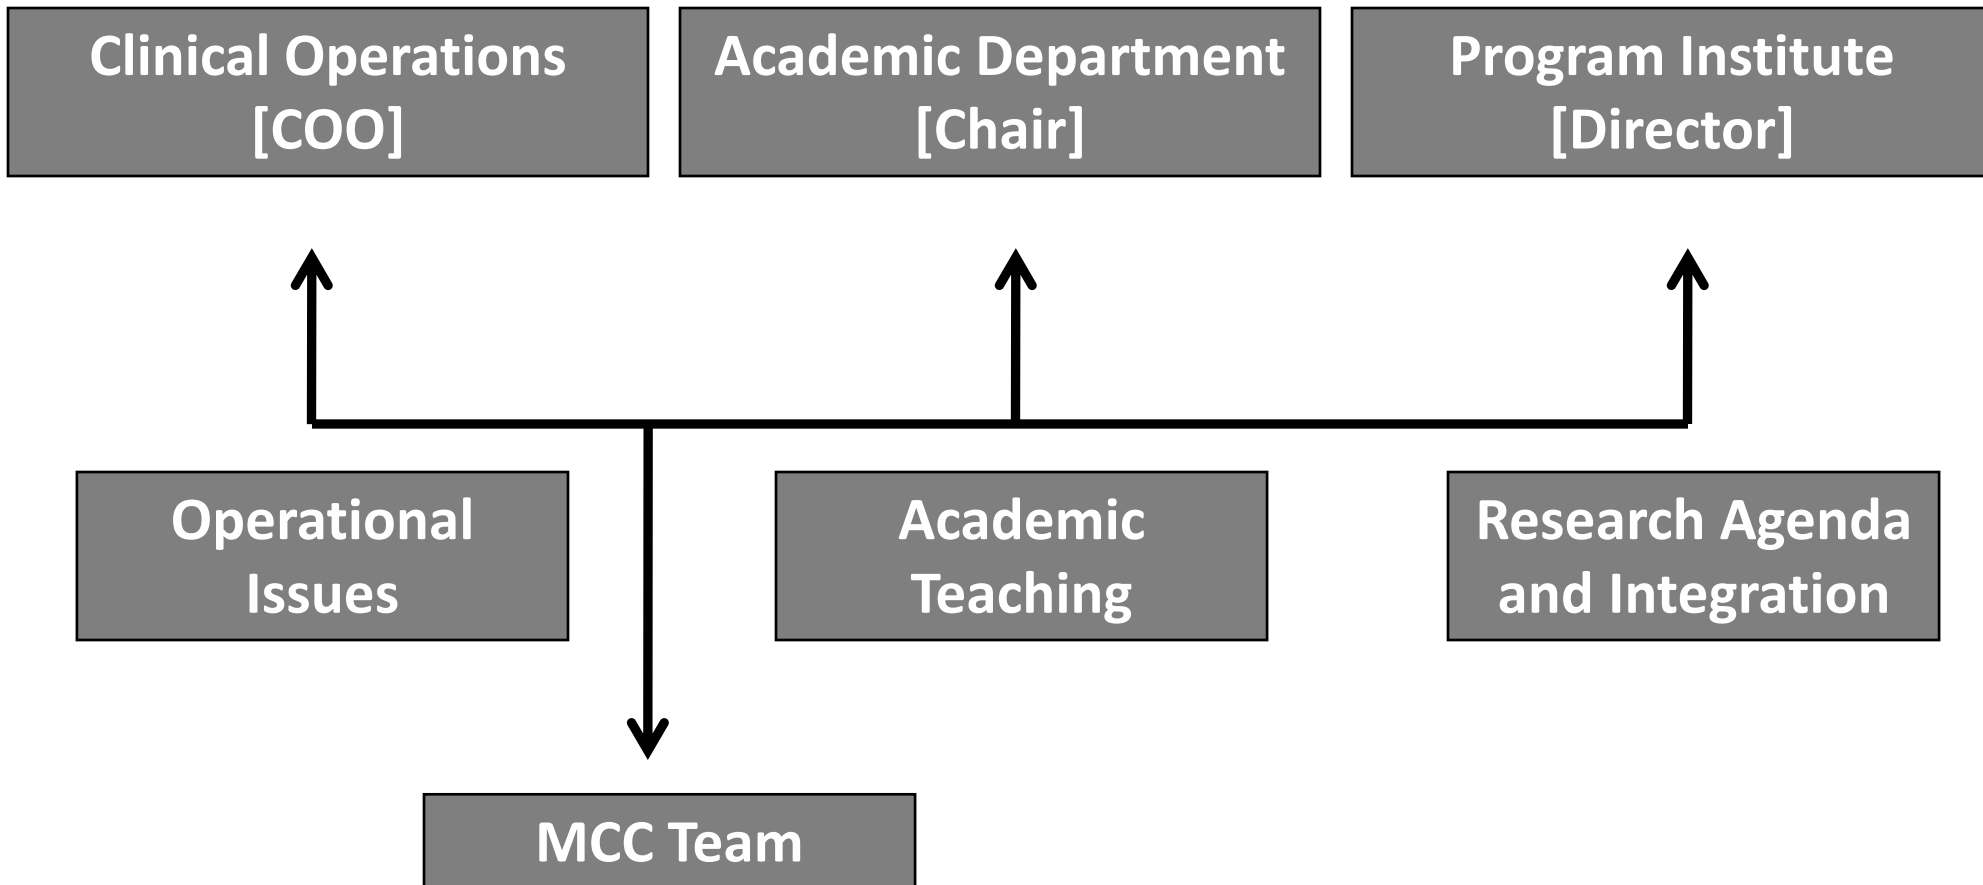 Clinical Operations
[COO]
Academic Department
[Chair]
Program Institute
[Director]
Operational
Issues
Academic
Teaching
Research Agenda
and Integration
MCC Team